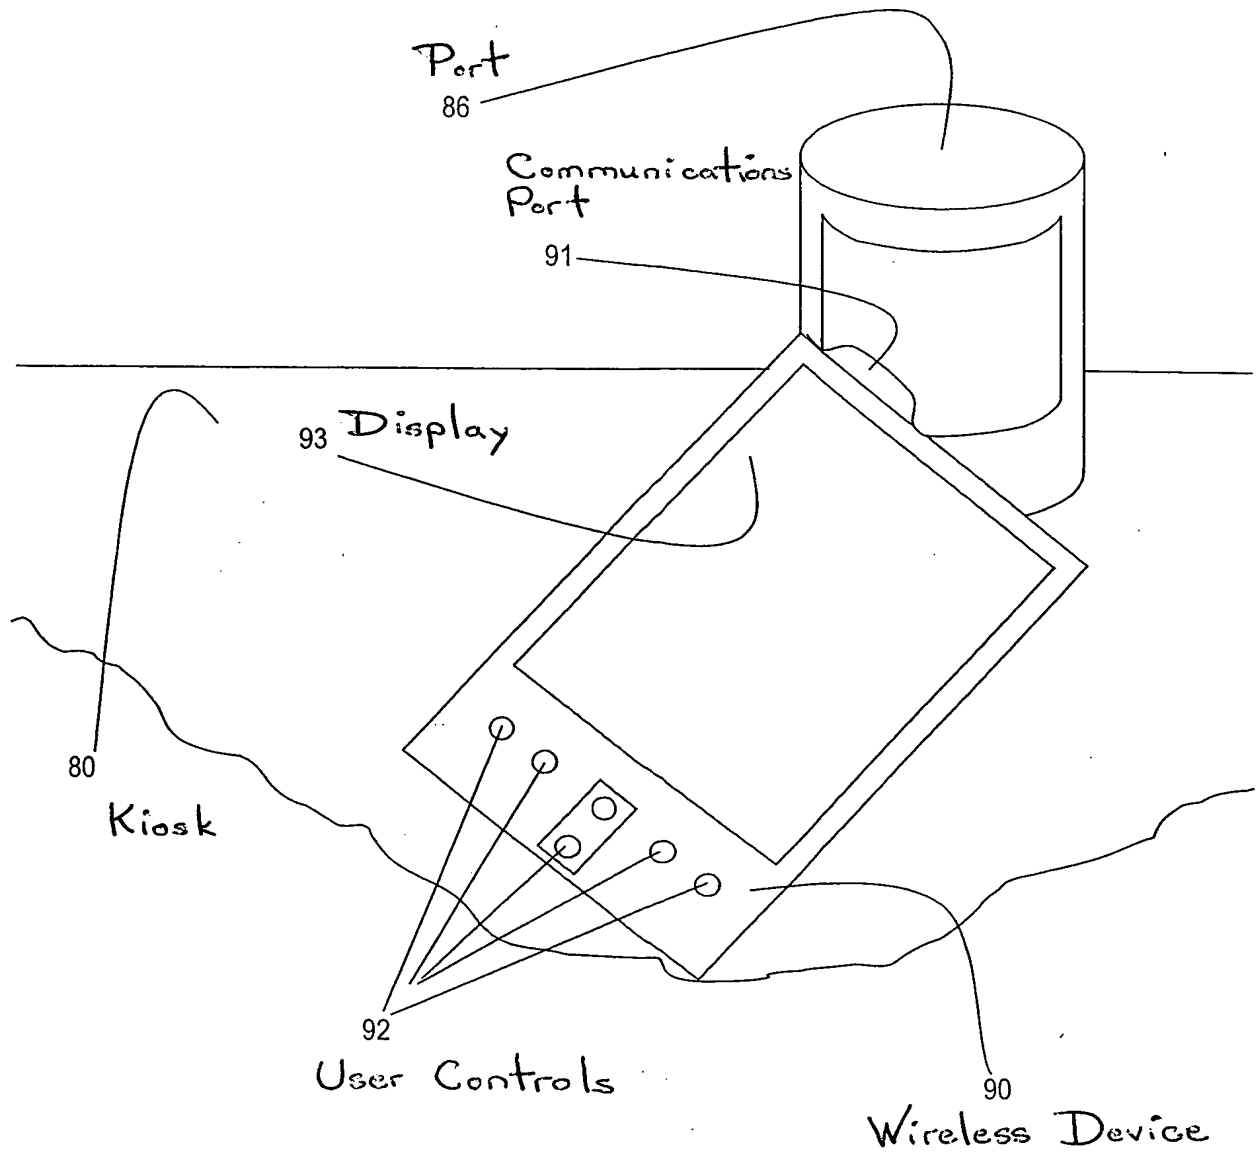 Port
86
Communications
Port
91
93 Display
80
Kiosk
92
User Controls
90
Wireless Device